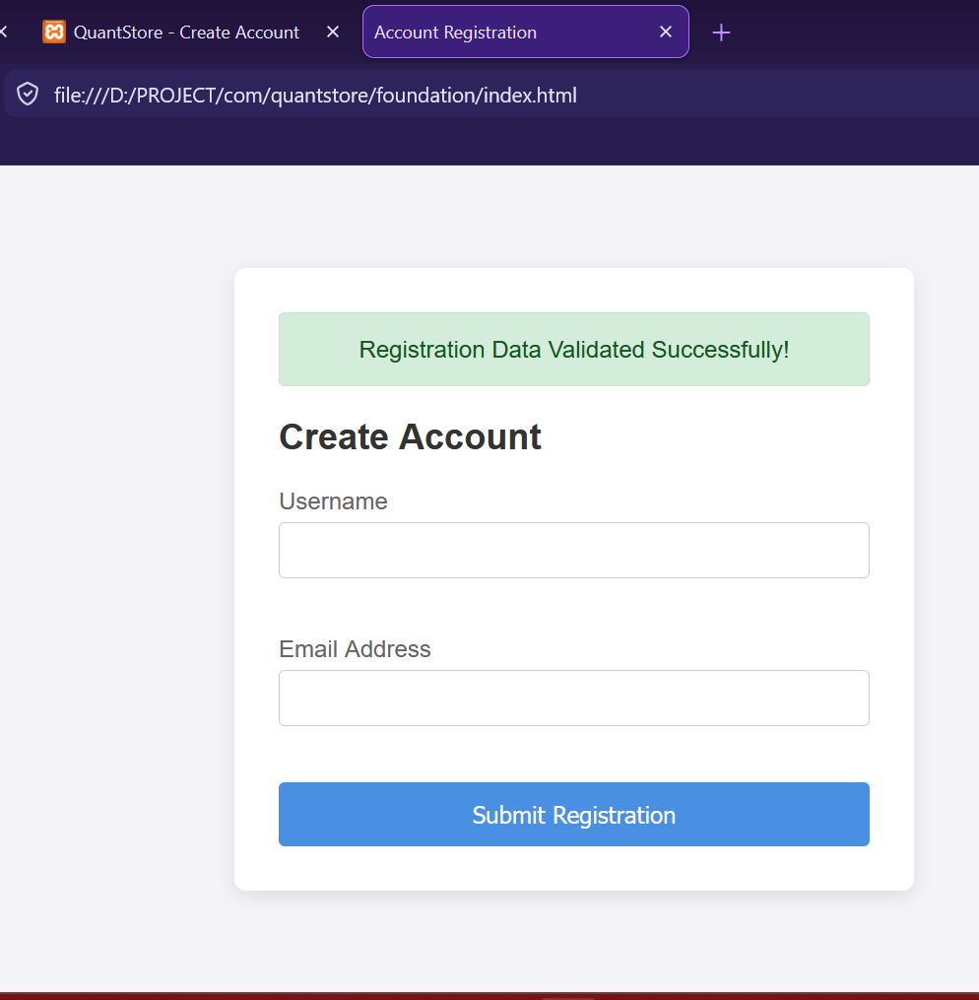 QuantStore - Create Account
Account Registration
file:///D:/PROJECT/com/quantstore/foundation/index.html
Registration Data Validated Successfully!
Create Account
Username
Email Address
Submit Registration